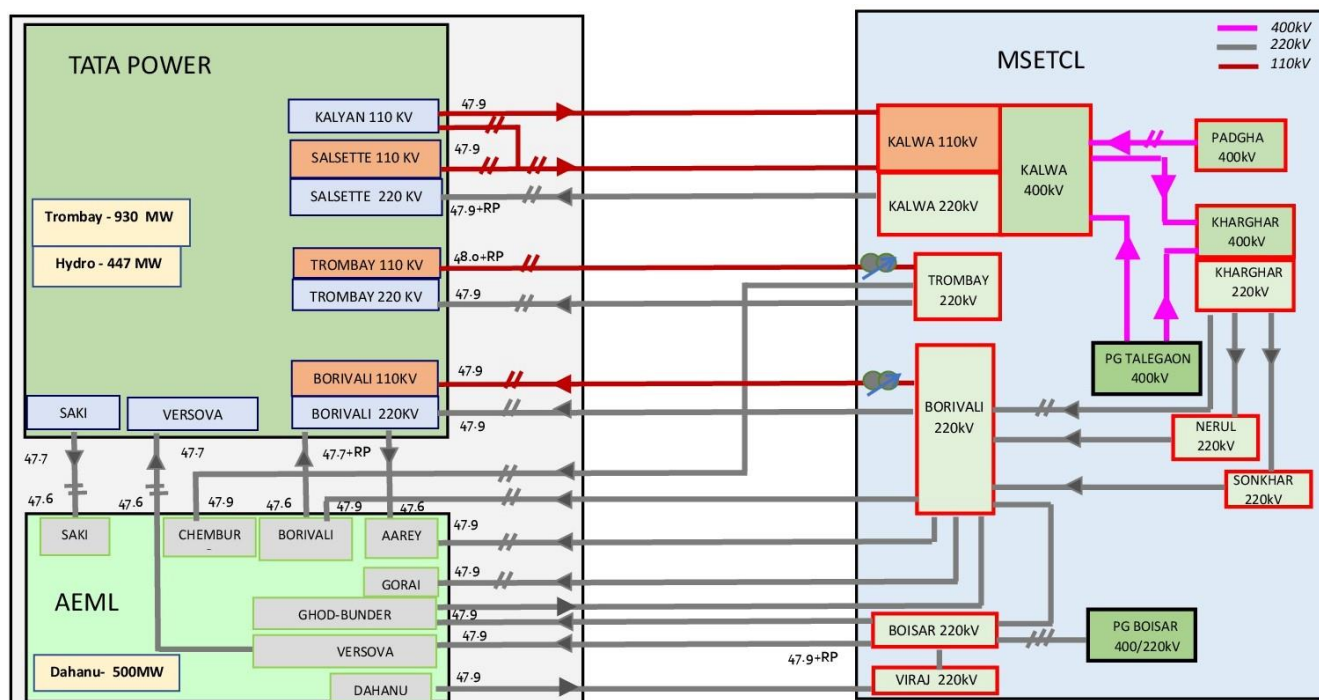 TATA POWER
MSETCL
400kV
220kV
110kV
KALYAN 110 KV
47.9
SALSETTE 110 KV
47.9
SALSETTE 220 KV
47.9+RP
Trombay - 930 MW
Hydro - 447 MW
TROMBAY 110 KV
48.0+RP
TROMBAY 220 KV
47.9
BORIVALI 110KV
47.9
BORIVALI 220KV
47.9
SAKI
VERSOVA
KALWA 110kV
KALWA 220kV
KALWA
400kV
PADGHA
400kV
KHARGHAR
400kV
KHARGHAR
220kV
TROMBAY
220kV
PG TALEGAON
400kV
BORIVALI
220kV
NERUL
220kV
SONKHAR
220kV
47.7
47.7
47.7+RP
47.6
47.6
47.9
47.6
47.9
47.6
SAKI
CHEMBUR
-
BORIVALI
AAREY
47.9
GORAI
47.9
GHOD-BUNDER
47.9
VERSOVA
47.9
DAHANU
47.9
AEML
Dahanu- 500MW
BOISAR 220kV
47.9+RP
VIRAJ 220kV
PG BOISAR
400/220kV